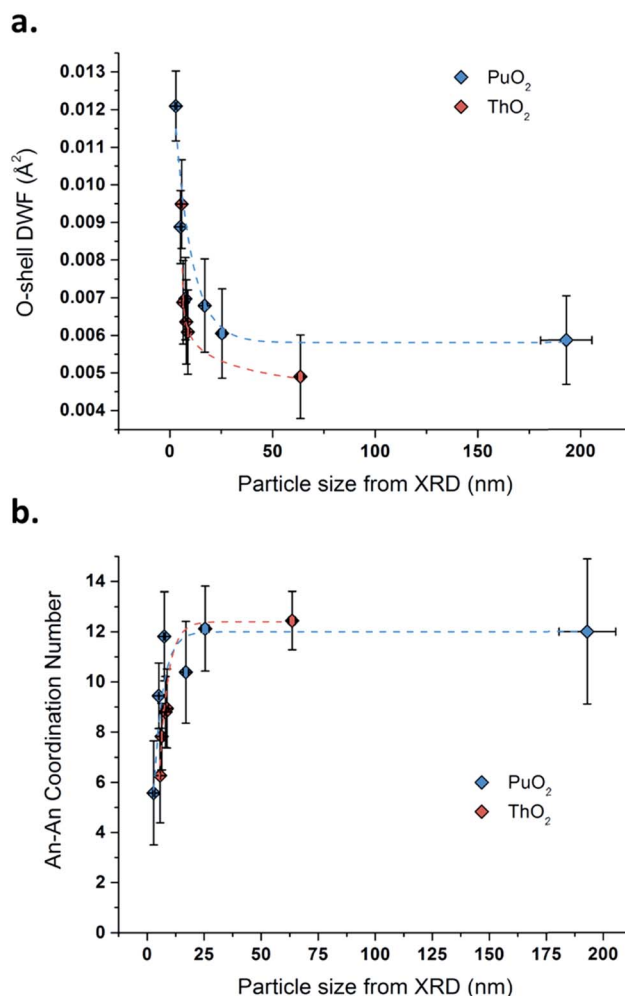 a.
0.013
0.012
0.011
0.010
0.009
0.008
0.007
0.006
0.005
0.004
O-shell DWF (Å²)
PuO₂
ThO₂
0 50 100 150 200
Particle size from XRD (nm)
b.
14
12
10
8
6
4
2
0
An-An Coordination Number
PuO₂
ThO₂
0 25 50 75 100 125 150 175 200
Particle size from XRD (nm)